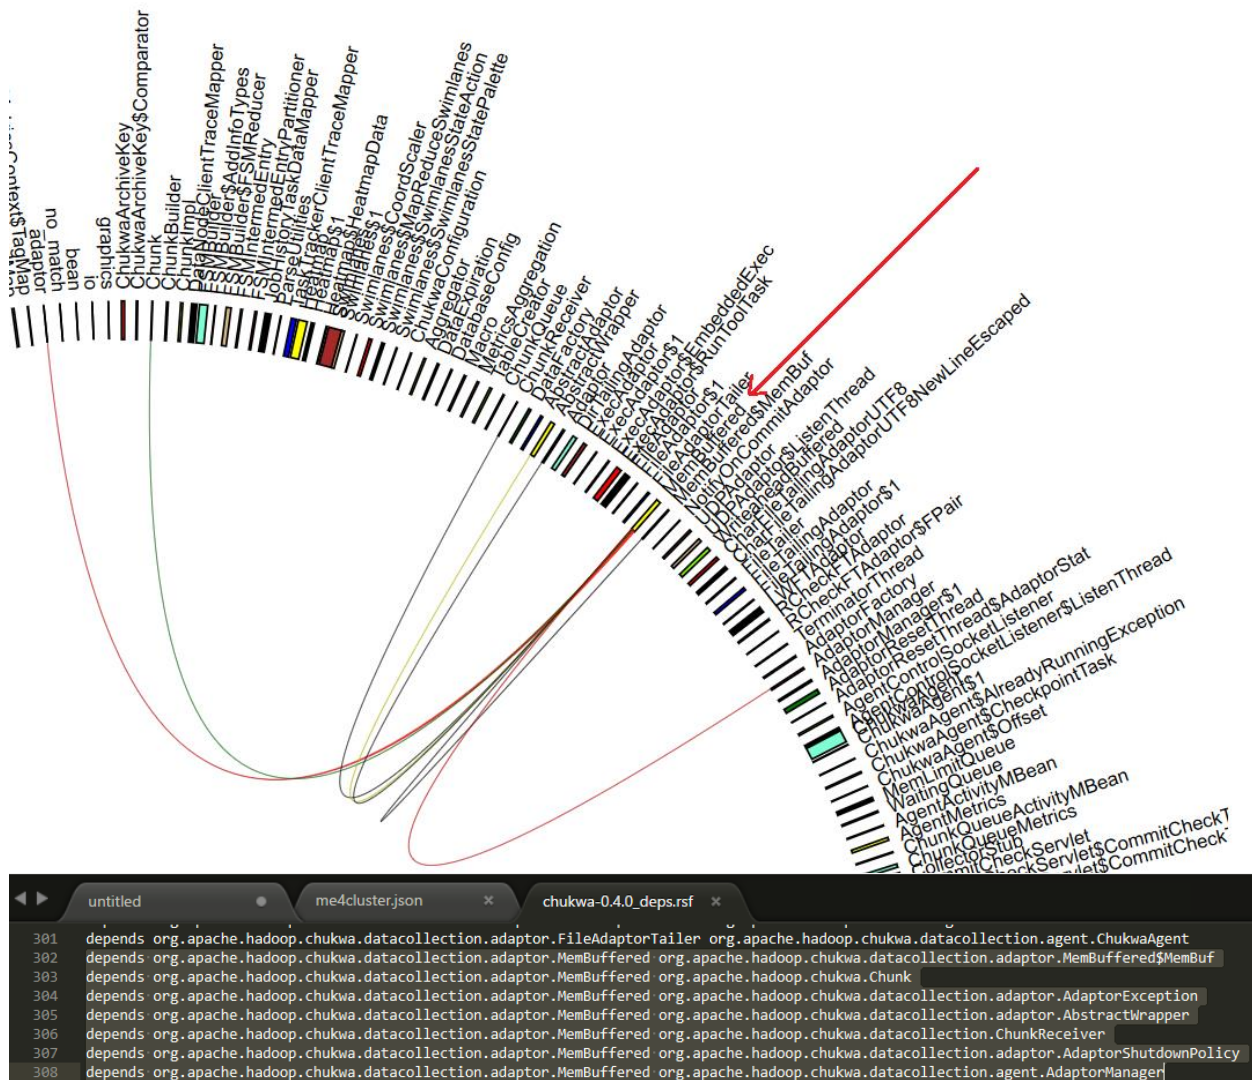 adaptor
no_match
bean
io
graphics
ChukwaArchiveKey
ChukwaArchiveKey$Comparator
Chunk
ChunkBuilder
ChunkImpl
DataNodeClientTraceMapper
FSMBuilder
FSMBuilder$AddInfoTypes
FSMBuilder$FSMReducer
FSMIntermedEntry
FSMIntermedEntryPartitioner
JobHistoryTaskDataMapper
ParseUtilities
TaskTrackerClientTraceMapper
Heatmap
Heatmap$1
Heatmap$HeatmapData
Swimlanes
Swimlanes$1
Swimlanes$CoordScaler
Swimlanes$MapReduceSwimlanes
Swimlanes$SwimlanesStateAction
Swimlanes$SwimlanesStatePalette
ChukwaConfiguration
Aggregator
DataExpiration
DatabaseConfig
Macro
MetricsAggregation
TableCreator
ChunkQueue
ChunkReceiver
DataFactory
AbstractAdaptor
AbstractWrapper
Adaptor
DirTailingAdaptor
ExecAdaptor
ExecAdaptor$1
ExecAdaptor$EmbeddedExec
ExecAdaptor$RunToolTask
FileAdaptor
FileAdaptor$1
FileAdaptorTailer
MemBuffered
MemBuffered$MemBuf
NotifyOnCommitAdaptor
UDPAdaptor
UDPAdaptor$ListenThread
WriteaheadBuffered
CharFileTailingAdaptorUTF8
CharFileTailingAdaptorUTF8NewLineEscaped
FileTailer
FileTailingAdaptor
FileTailingAdaptor$1
LWFTAdaptor
RCheckFTAdaptor
RCheckFTAdaptor$FPair
TerminatorThread
AdaptorFactory
AdaptorManager
AdaptorManager$1
AdaptorResetThread
AdaptorResetThread$AdaptorStat
AgentControlSocketListener
AgentControlSocketListener$ListenThread
ChukwaAgent
ChukwaAgent$1
ChukwaAgent$AlreadyRunningException
ChukwaAgent$CheckpointTask
ChukwaAgent$Offset
MemLimitQueue
WaitingQueue
AgentActivityMBean
AgentMetrics
ChunkQueueActivityMBean
ChunkQueueMetrics
CollectorStub
untitled
me4cluster.json
chukwa-0.4.0_deps.rsf
301 depends org.apache.hadoop.chukwa.datacollection.adaptor.FileAdaptorTailer org.apache.hadoop.chukwa.datacollection.agent.ChukwaAgent
302 depends org.apache.hadoop.chukwa.datacollection.adaptor.MemBuffered org.apache.hadoop.chukwa.datacollection.adaptor.MemBuffered$MemBuf
303 depends org.apache.hadoop.chukwa.datacollection.adaptor.MemBuffered org.apache.hadoop.chukwa.Chunk
304 depends org.apache.hadoop.chukwa.datacollection.adaptor.MemBuffered org.apache.hadoop.chukwa.datacollection.adaptor.AdaptorException
305 depends org.apache.hadoop.chukwa.datacollection.adaptor.MemBuffered org.apache.hadoop.chukwa.datacollection.adaptor.AbstractWrapper
306 depends org.apache.hadoop.chukwa.datacollection.adaptor.MemBuffered org.apache.hadoop.chukwa.datacollection.ChunkReceiver
307 depends org.apache.hadoop.chukwa.datacollection.adaptor.MemBuffered org.apache.hadoop.chukwa.datacollection.adaptor.AdaptorShutdownPolicy
308 depends org.apache.hadoop.chukwa.datacollection.adaptor.MemBuffered org.apache.hadoop.chukwa.datacollection.agent.AdaptorManager